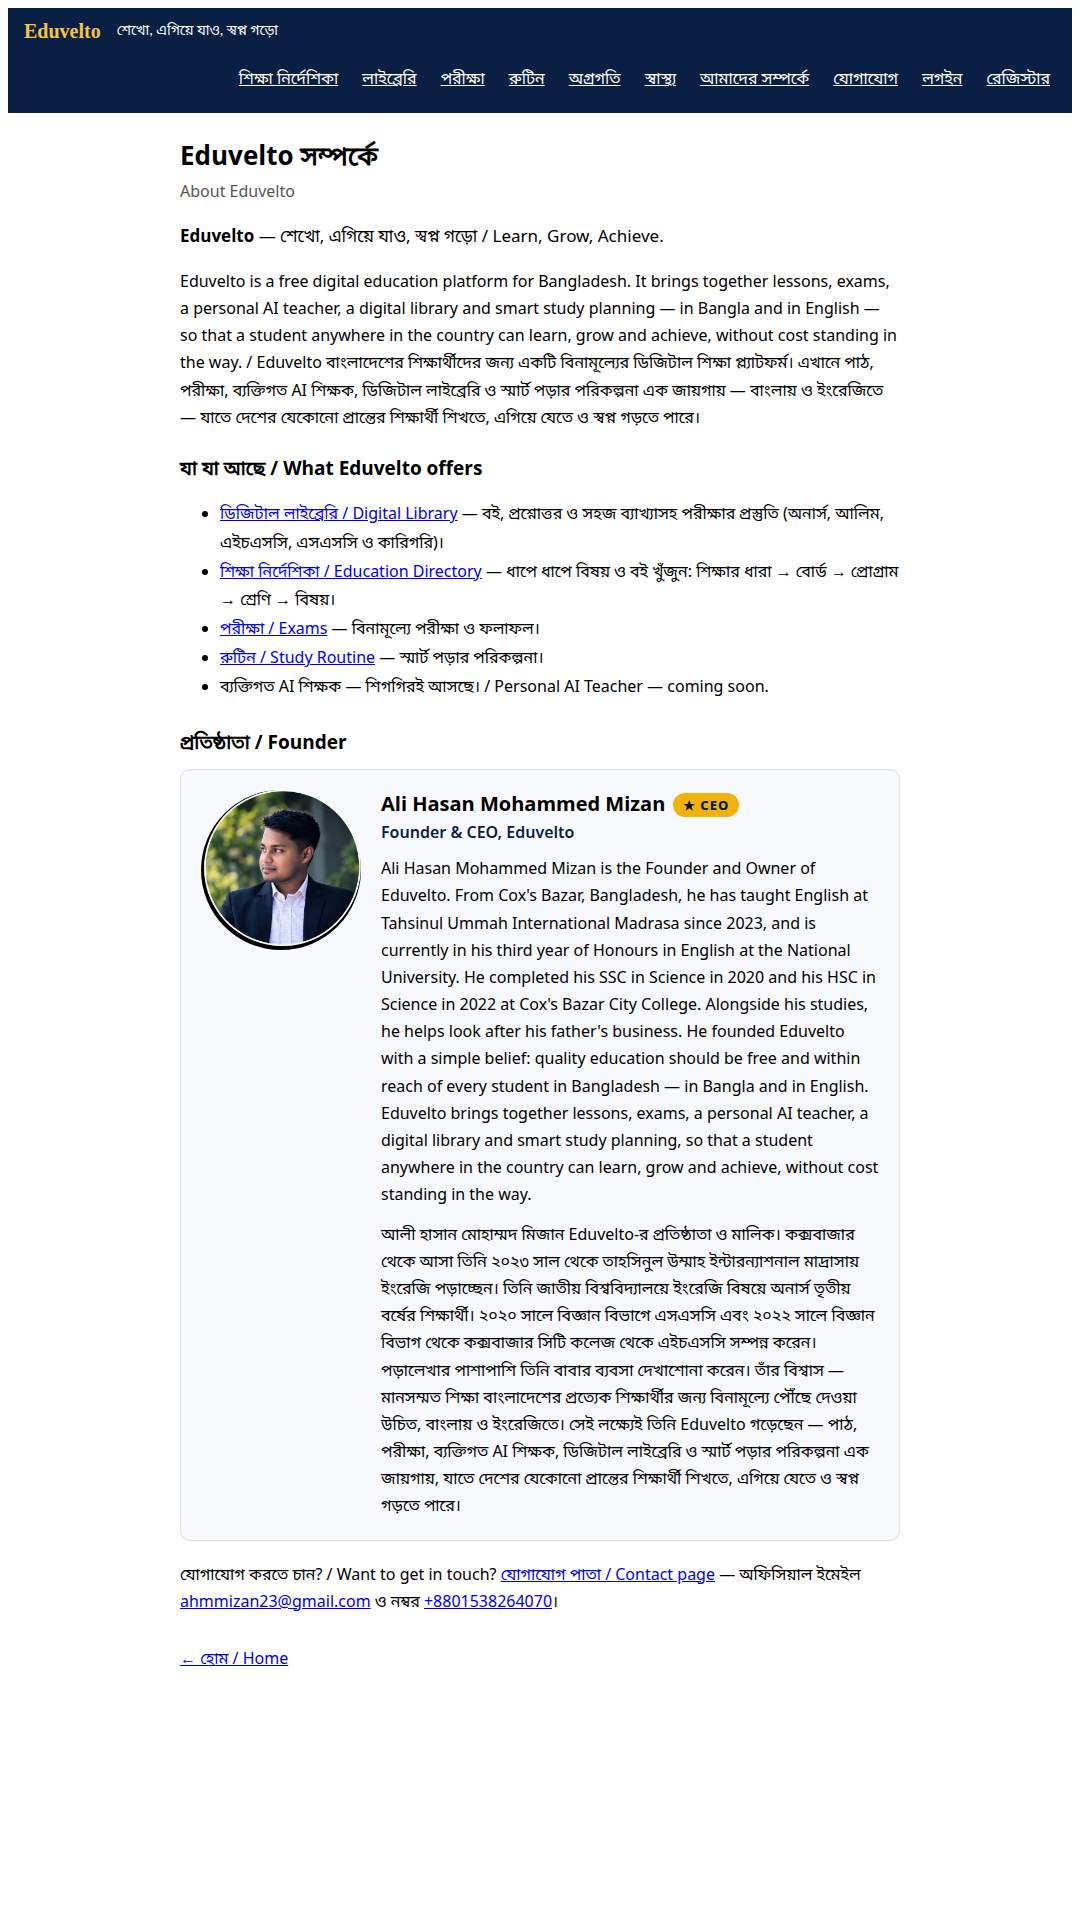 Eduvelto শেখো, এগিয়ে যাও, স্বপ্ন গড়ো
শিক্ষা নির্দেশিকা লাইব্রেরি পরীক্ষা রুটিন অগ্রগতি স্বাস্থ্য আমাদের সম্পর্কে যোগাযোগ লগইন রেজিস্টার
Eduvelto সম্পর্কে
About Eduvelto
Eduvelto — শেখো, এগিয়ে যাও, স্বপ্ন গড়ো / Learn, Grow, Achieve.
Eduvelto is a free digital education platform for Bangladesh. It brings together lessons, exams,
a personal AI teacher, a digital library and smart study planning — in Bangla and in English —
so that a student anywhere in the country can learn, grow and achieve, without cost standing in
the way. / Eduvelto বাংলাদেশের শিক্ষার্থীদের জন্য একটি বিনামূল্যের ডিজিটাল শিক্ষা প্ল্যাটফর্ম। এখানে পাঠ,
পরীক্ষা, ব্যক্তিগত AI শিক্ষক, ডিজিটাল লাইব্রেরি ও স্মার্ট পড়ার পরিকল্পনা এক জায়গায় — বাংলায় ও ইংরেজিতে
— যাতে দেশের যেকোনো প্রান্তের শিক্ষার্থী শিখতে, এগিয়ে যেতে ও স্বপ্ন গড়তে পারে।
যা যা আছে / What Eduvelto offers
• ডিজিটাল লাইব্রেরি / Digital Library — বই, প্রশ্নোত্তর ও সহজ ব্যাখ্যাসহ পরীক্ষার প্রস্তুতি (অনার্স, আলিম,
এইচএসসি, এসএসসি ও কারিগরি)।
• শিক্ষা নির্দেশিকা / Education Directory — ধাপে ধাপে বিষয় ও বই খুঁজুন: শিক্ষার ধারা → বোর্ড → প্রোগ্রাম
→ শ্রেণি → বিষয়।
• পরীক্ষা / Exams — বিনামূল্যে পরীক্ষা ও ফলাফল।
• রুটিন / Study Routine — স্মার্ট পড়ার পরিকল্পনা।
• ব্যক্তিগত AI শিক্ষক — শিগগিরই আসছে। / Personal AI Teacher — coming soon.
প্রতিষ্ঠাতা / Founder
Ali Hasan Mohammed Mizan ★ CEO
Founder & CEO, Eduvelto
Ali Hasan Mohammed Mizan is the Founder and Owner of
Eduvelto. From Cox's Bazar, Bangladesh, he has taught English at
Tahsinul Ummah International Madrasa since 2023, and is
currently in his third year of Honours in English at the National
University. He completed his SSC in Science in 2020 and his HSC in
Science in 2022 at Cox's Bazar City College. Alongside his studies,
he helps look after his father's business. He founded Eduvelto
with a simple belief: quality education should be free and within
reach of every student in Bangladesh — in Bangla and in English.
Eduvelto brings together lessons, exams, a personal AI teacher, a
digital library and smart study planning, so that a student
anywhere in the country can learn, grow and achieve, without cost
standing in the way.
আলী হাসান মোহাম্মদ মিজান Eduvelto-র প্রতিষ্ঠাতা ও মালিক। কক্সবাজার
থেকে আসা তিনি ২০২৩ সাল থেকে তাহসিনুল উম্মাহ ইন্টারন্যাশনাল মাদ্রাসায়
ইংরেজি পড়াচ্ছেন। তিনি জাতীয় বিশ্ববিদ্যালয়ে ইংরেজি বিষয়ে অনার্স তৃতীয়
বর্ষের শিক্ষার্থী। ২০২০ সালে বিজ্ঞান বিভাগে এসএসসি এবং ২০২২ সালে বিজ্ঞান
বিভাগ থেকে কক্সবাজার সিটি কলেজ থেকে এইচএসসি সম্পন্ন করেন।
পড়ালেখার পাশাপাশি তিনি বাবার ব্যবসা দেখাশোনা করেন। তাঁর বিশ্বাস —
মানসম্মত শিক্ষা বাংলাদেশের প্রত্যেক শিক্ষার্থীর জন্য বিনামূল্যে পৌঁছে দেওয়া
উচিত, বাংলায় ও ইংরেজিতে। সেই লক্ষ্যেই তিনি Eduvelto গড়েছেন — পাঠ,
পরীক্ষা, ব্যক্তিগত AI শিক্ষক, ডিজিটাল লাইব্রেরি ও স্মার্ট পড়ার পরিকল্পনা এক
জায়গায়, যাতে দেশের যেকোনো প্রান্তের শিক্ষার্থী শিখতে, এগিয়ে যেতে ও স্বপ্ন
গড়তে পারে।
যোগাযোগ করতে চান? / Want to get in touch? যোগাযোগ পাতা / Contact page — অফিসিয়াল ইমেইল
ahmmizan23@gmail.com ও নম্বর +8801538264070।
← হোম / Home